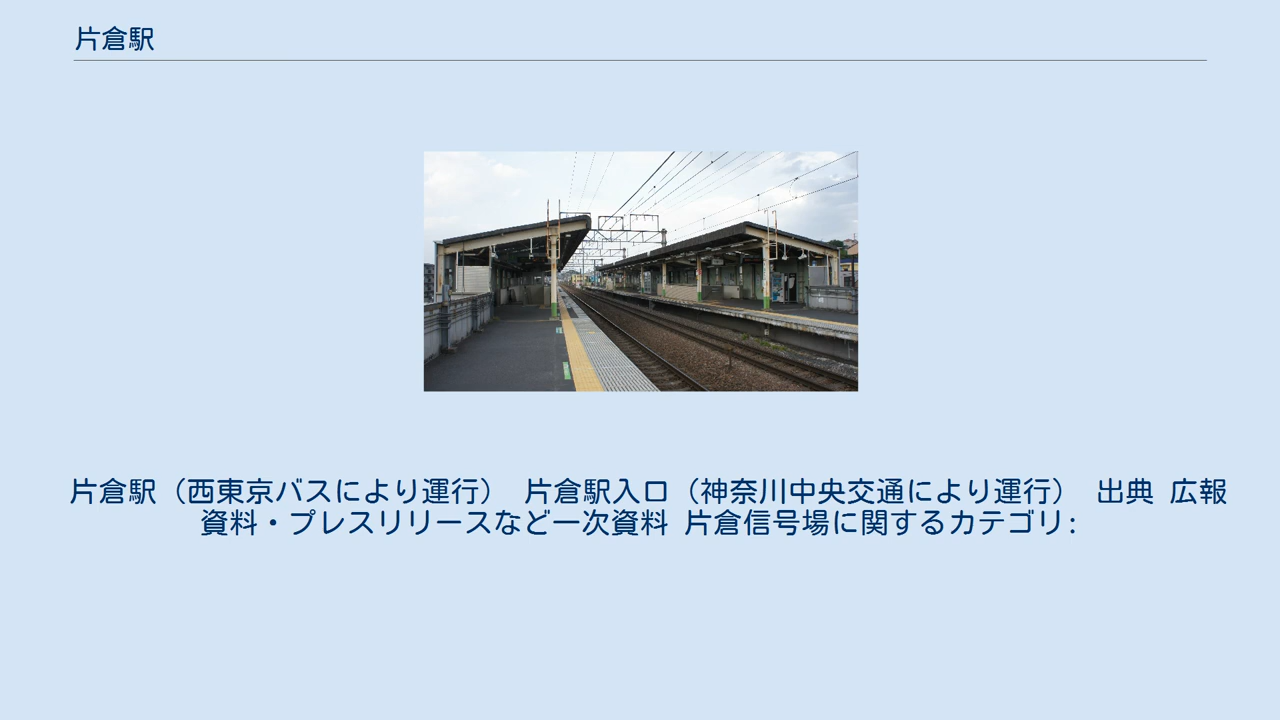 片倉駅
片倉駅（西東京バスにより運行） 片倉駅入口（神奈川中央交通により運行） 出典 広報
資料・プレスリリースなど一次資料 片倉信号場に関するカテゴリ: